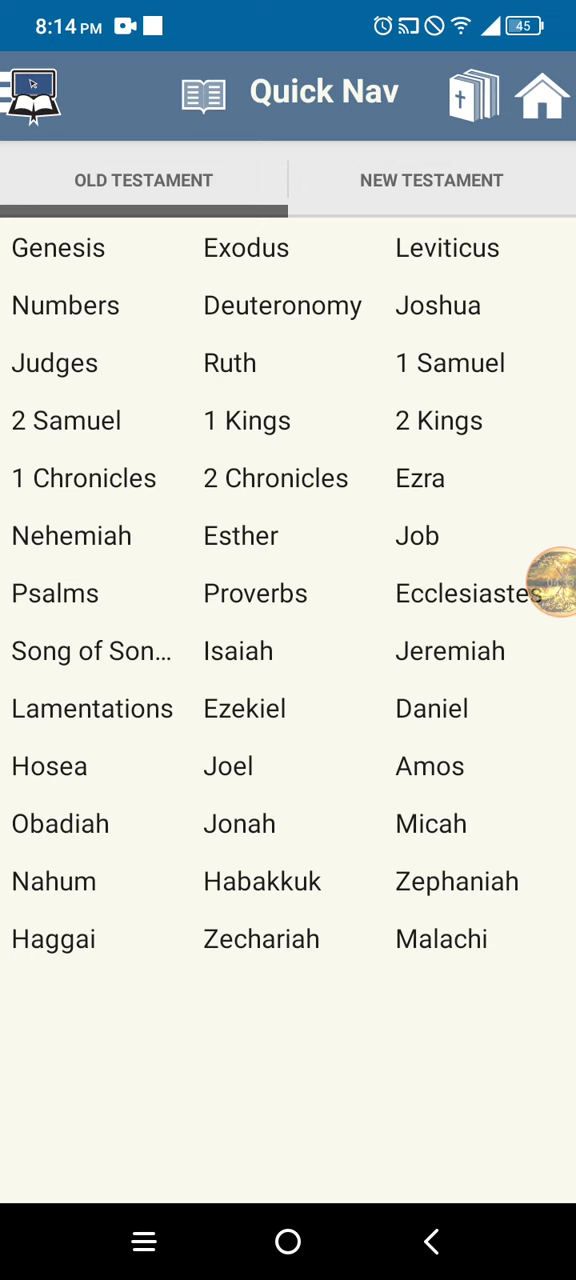 8:14 PM 45
Quick Nav
OLD TESTAMENT NEW TESTAMENT
Genesis Exodus Leviticus
Numbers Deuteronomy Joshua
Judges Ruth 1 Samuel
2 Samuel 1 Kings 2 Kings
1 Chronicles 2 Chronicles Ezra
Nehemiah Esther Job
Psalms Proverbs Ecclesiastes
Song of Son... Isaiah Jeremiah
Lamentations Ezekiel Daniel
Hosea Joel Amos
Obadiah Jonah Micah
Nahum Habakkuk Zephaniah
Haggai Zechariah Malachi